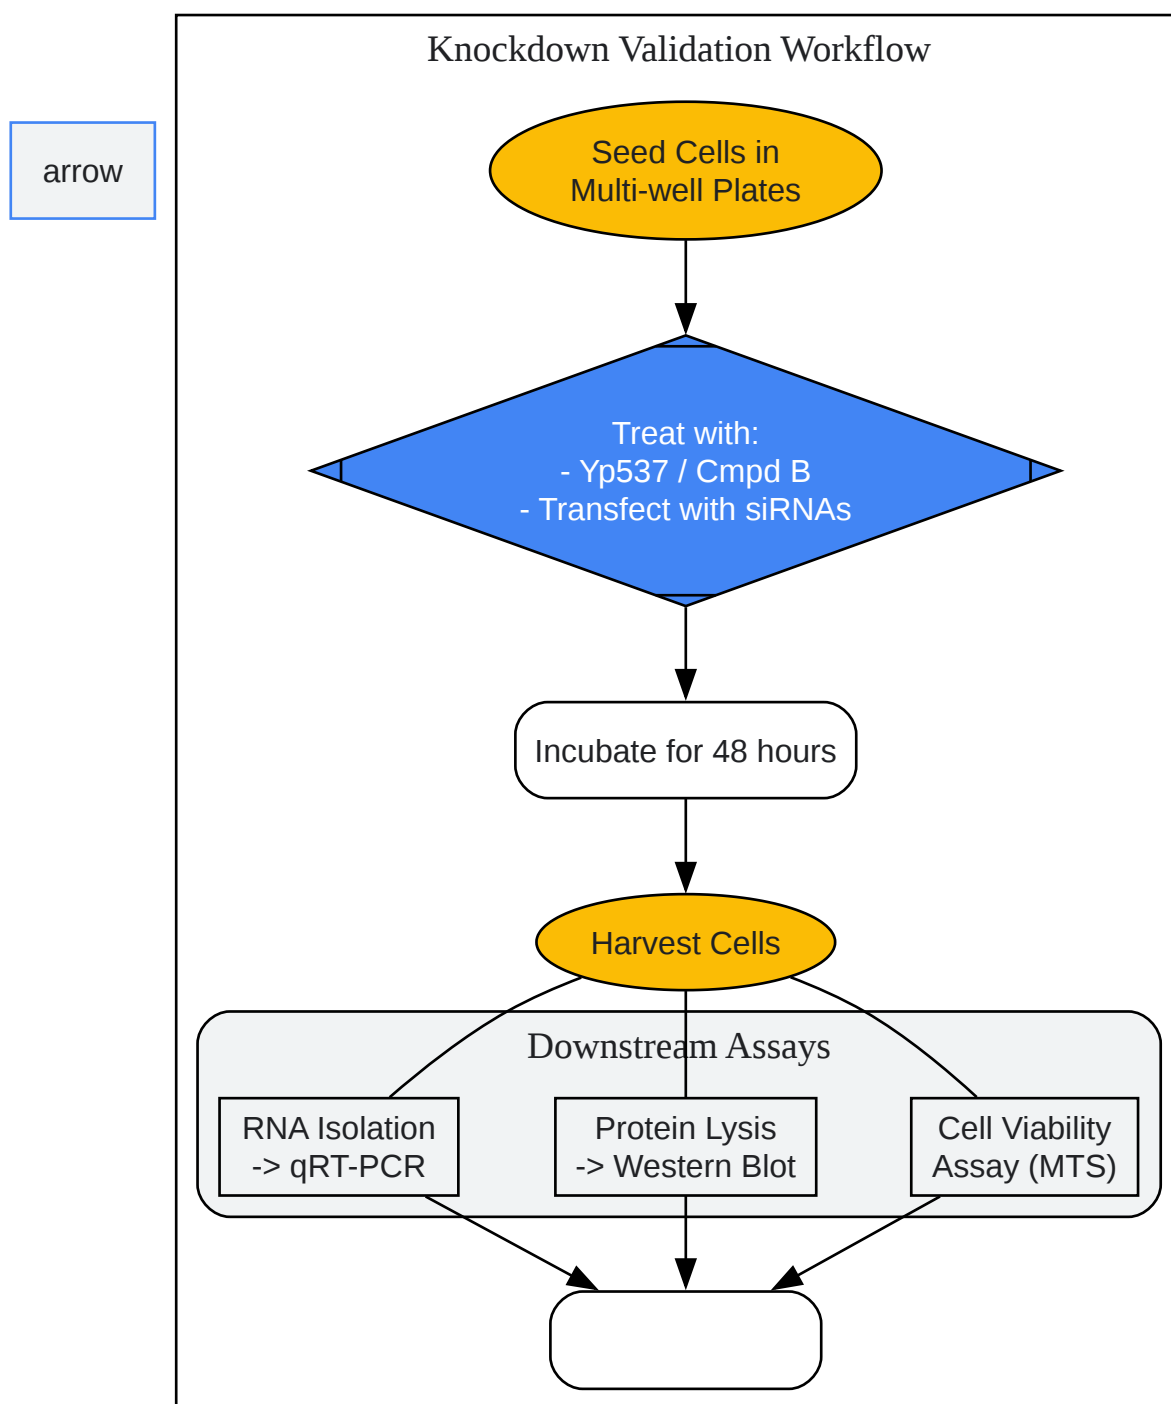 Knockdown Validation Workflow
arrow
Seed Cells in
Multi-well Plates
Treat with:
- Yp537 / Cmpd B
- Transfect with siRNAs
Incubate for 48 hours
Harvest Cells
Downstream Assays
RNA Isolation
-> qRT-PCR
Protein Lysis
-> Western Blot
Cell Viability
Assay (MTS)